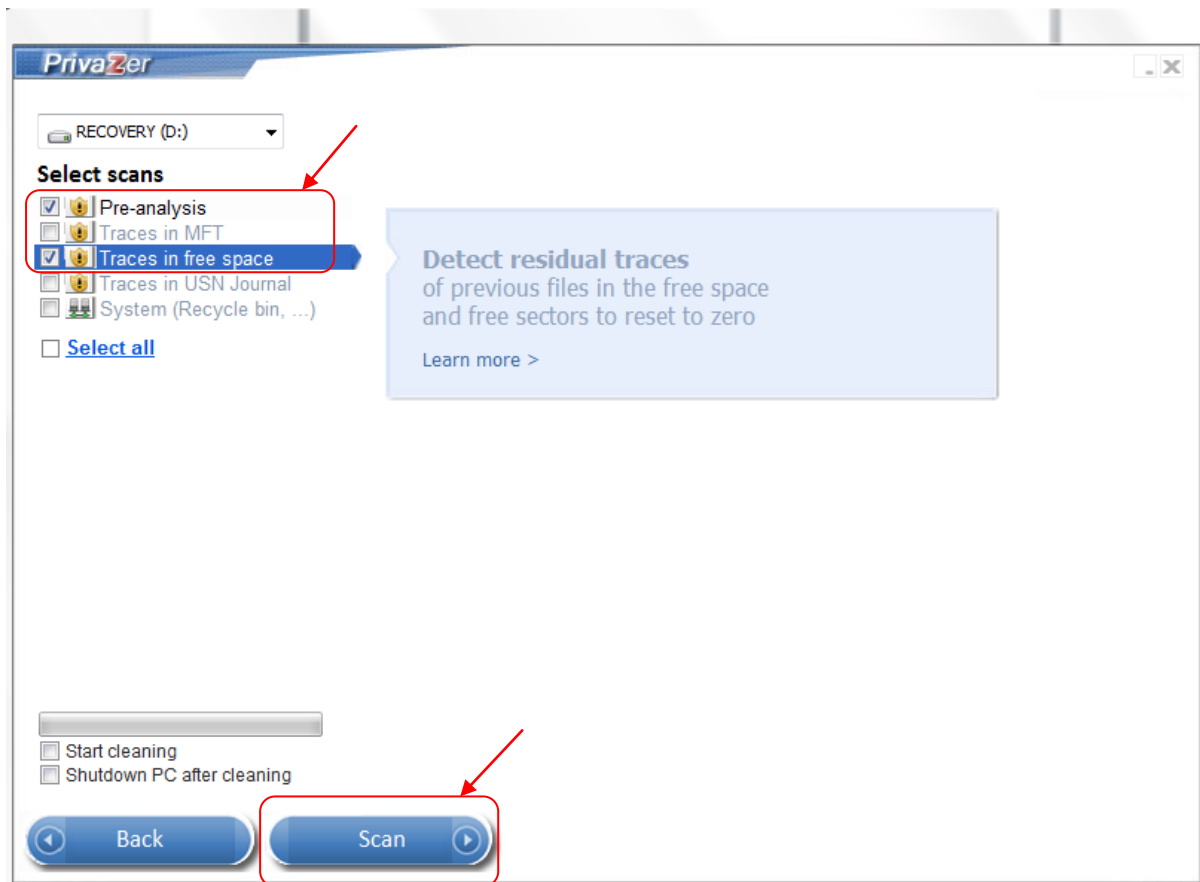 PrivaZer
RECOVERY (D:)
Select scans
Pre-analysis
Traces in MFT
Traces in free space
Traces in USN Journal
System (Recycle bin, ...)
Select all
Detect residual traces
of previous files in the free space
and free sectors to reset to zero
Learn more >
Start cleaning
Shutdown PC after cleaning
Back
Scan